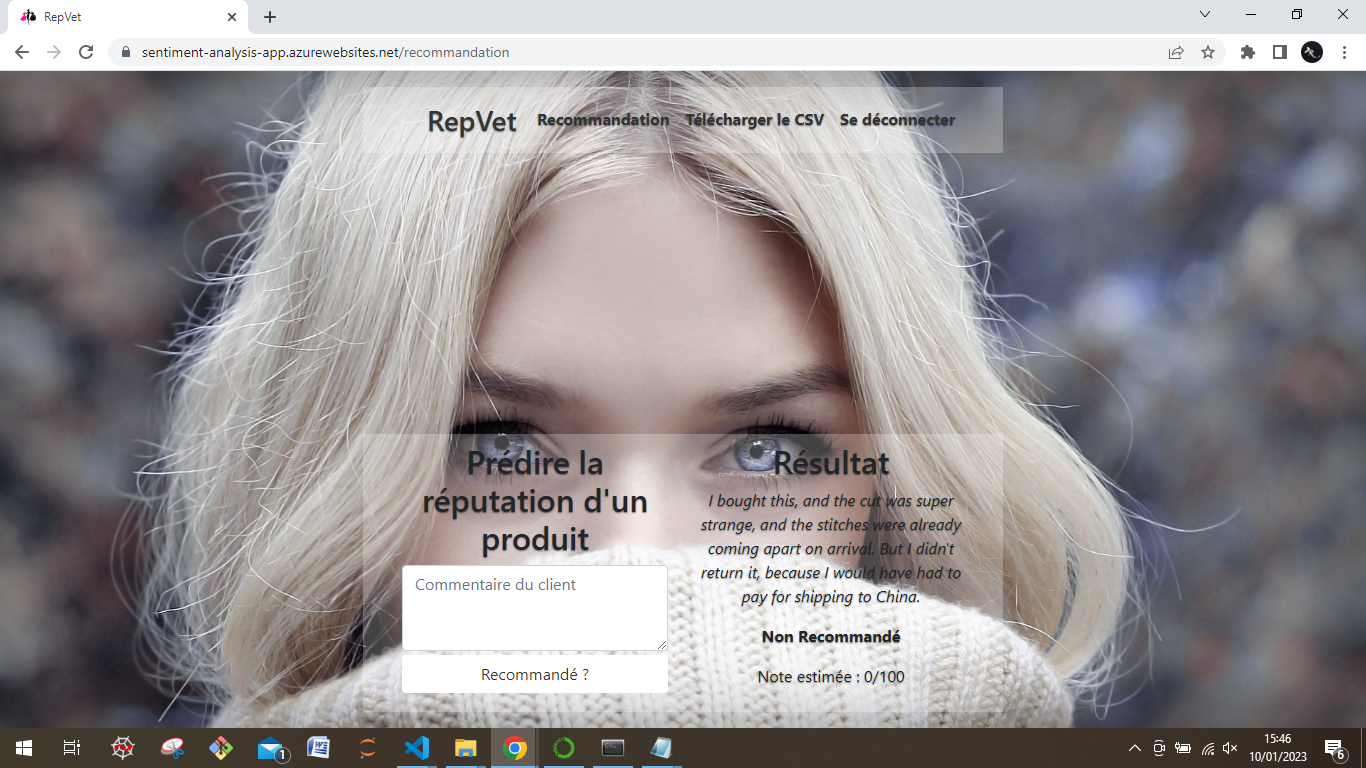 RepVet
sentiment-analysis-app.azurewebsites.net/recommandation
RepVet Recommandation Télécharger le CSV Se déconnecter
Prédire la
réputation d'un
produit
Commentaire du client
Recommandé ?
Résultat
I bought this, and the cut was super
strange, and the stitches were already
coming apart on arrival. But I didn't
return it, because I would have had to
pay for shipping to China.
Non Recommandé
Note estimée : 0/100
1
15:46
10/01/2023
6